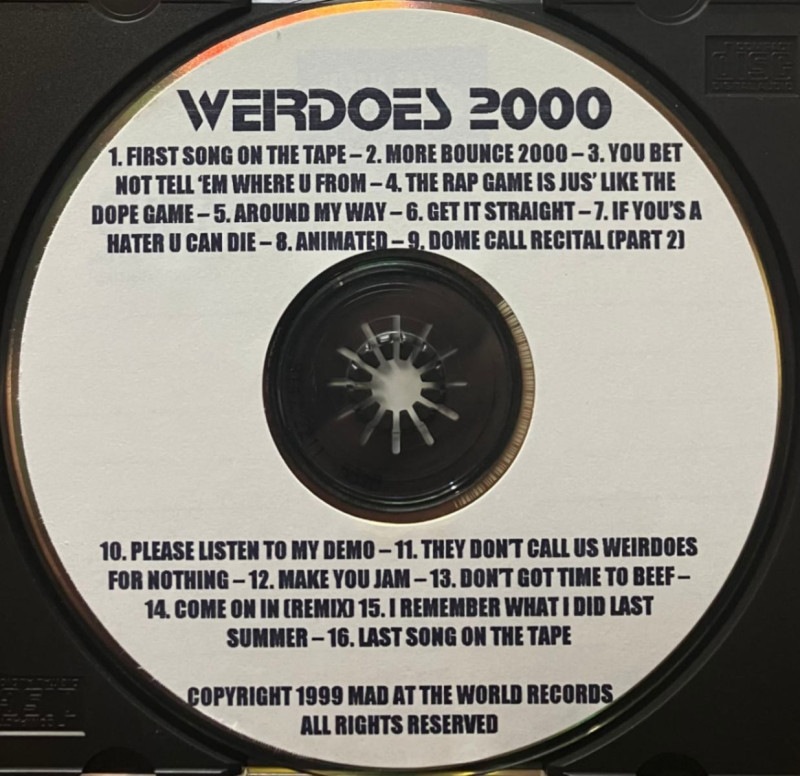 WEIRDOES 2000
1. FIRST SONG ON THE TAPE – 2. MORE BOUNCE 2000 – 3. YOU BET
NOT TELL ‘EM WHERE U FROM – 4. THE RAP GAME IS JUS’ LIKE THE
DOPE GAME – 5. AROUND MY WAY – 6. GET IT STRAIGHT – 7. IF YOU’S A
HATER U CAN DIE – 8. ANIMATED – 9. DOME CALL RECITAL (PART 2)
10. PLEASE LISTEN TO MY DEMO – 11. THEY DON’T CALL US WEIRDOES
FOR NOTHING – 12. MAKE YOU JAM – 13. DON’T GOT TIME TO BEEF –
14. COME ON IN (REMIX) 15. I REMEMBER WHAT I DID LAST
SUMMER – 16. LAST SONG ON THE TAPE
COPYRIGHT 1999 MAD AT THE WORLD RECORDS
ALL RIGHTS RESERVED